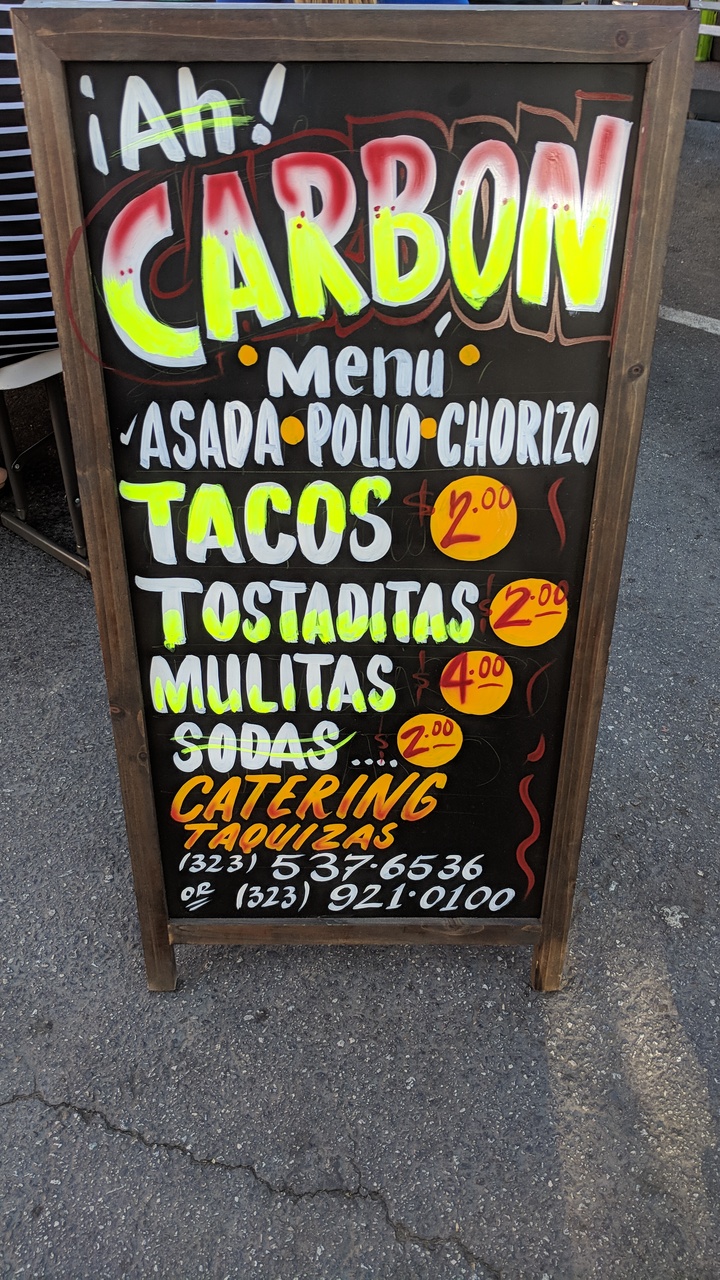 ¡Ah!
CARBON
• Menú •
✓ASADA • POLLO • CHORIZO
TACOS $2.00
TOSTADITAS $2.00
MULITAS $4.00
SODAS .... $2.00
CATERING
TAQUIZAS
(323) 537·6536
OR (323) 921·0100